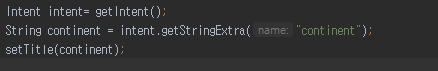 Intent intent= getIntent();
String continent = intent.getStringExtra( name: "continent");
setTitle(continent);